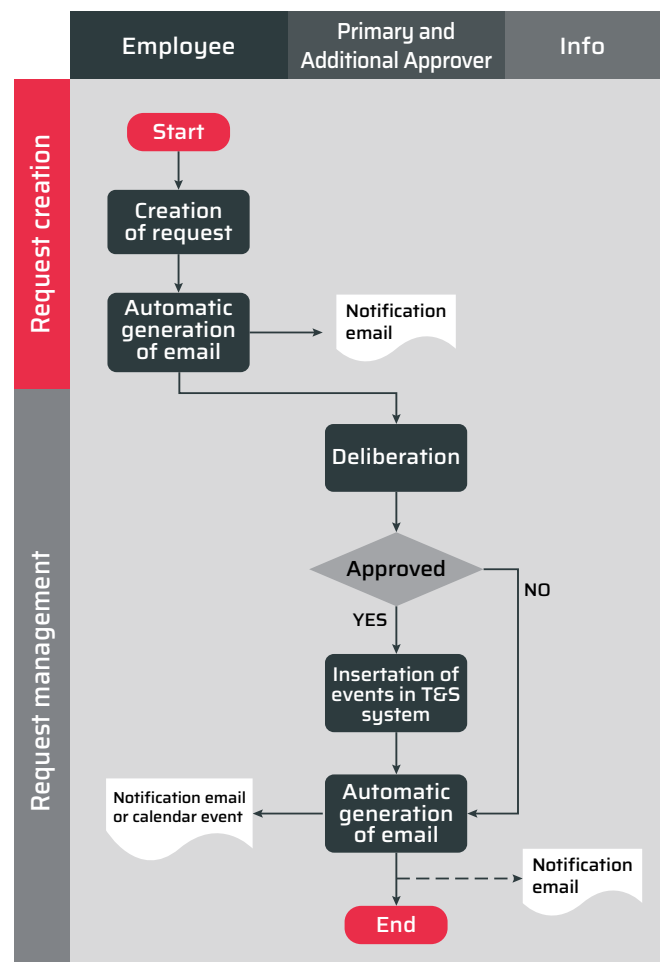 Employee
Primary and
Additional Approver
Info
Request creation
Start
Creation
of request
Automatic
generation
of email
Notification
email
Request management
Deliberation
Approved
NO
YES
Insertation of
events in T&S
system
Automatic
generation
of email
Notification email
or calendar event
Notification
email
End